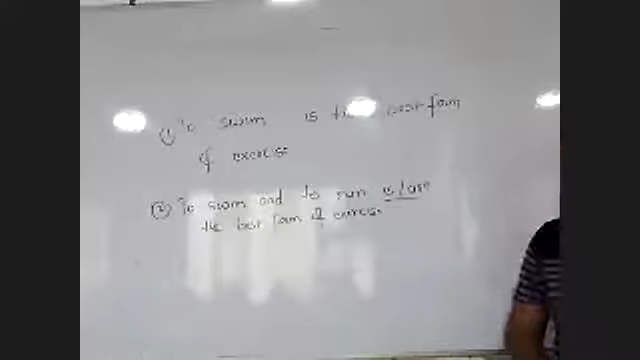 ① To swim is the best form
of exercise
② To swim and to run is/are
the best form of exercise